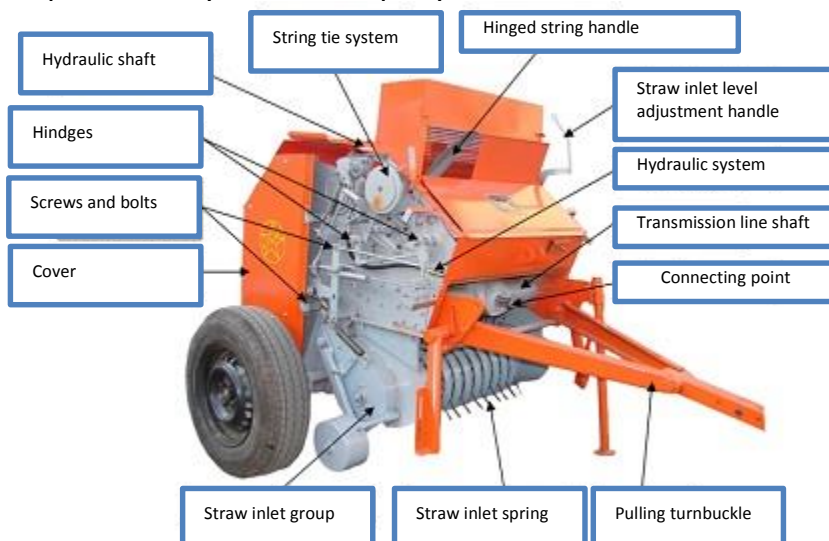 String tie system
Hinged string handle
Hydraulic shaft
Straw inlet level
adjustment handle
Hindges
Hydraulic system
Screws and bolts
Transmission line shaft
Cover
Connecting point
Straw inlet group
Straw inlet spring
Pulling turnbuckle